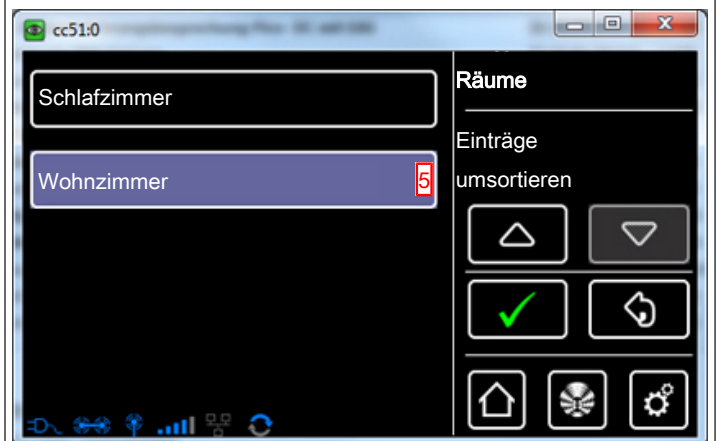 cc51:0
Schlafzimmer
Wohnzimmer 5
Räume
Einträge
umsortieren